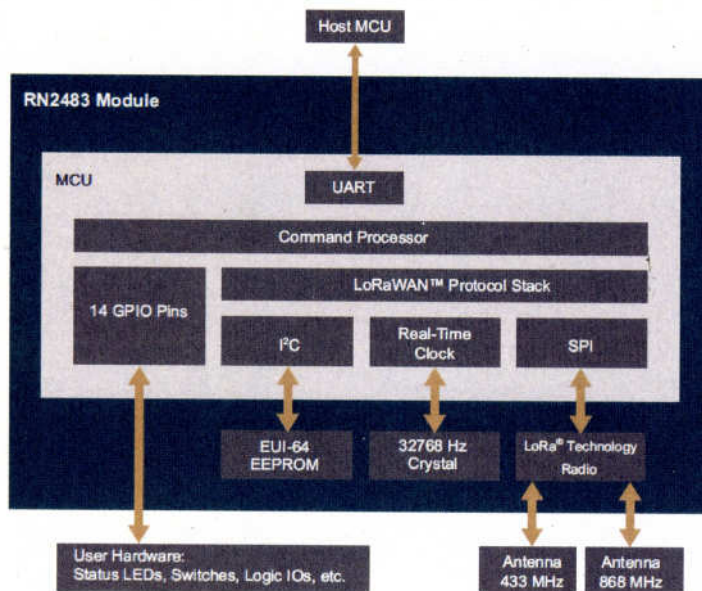 Host MCU
RN2483 Module
MCU
UART
Command Processor
14 GPIO Pins
LoRaWAN™ Protocol Stack
I²C
Real-Time
Clock
SPI
EUI-64
EEPROM
32768 Hz
Crystal
LoRa® Technology
Radio
User Hardware:
Status LEDs, Switches, Logic IOs, etc.
Antenna
433 MHz
Antenna
868 MHz